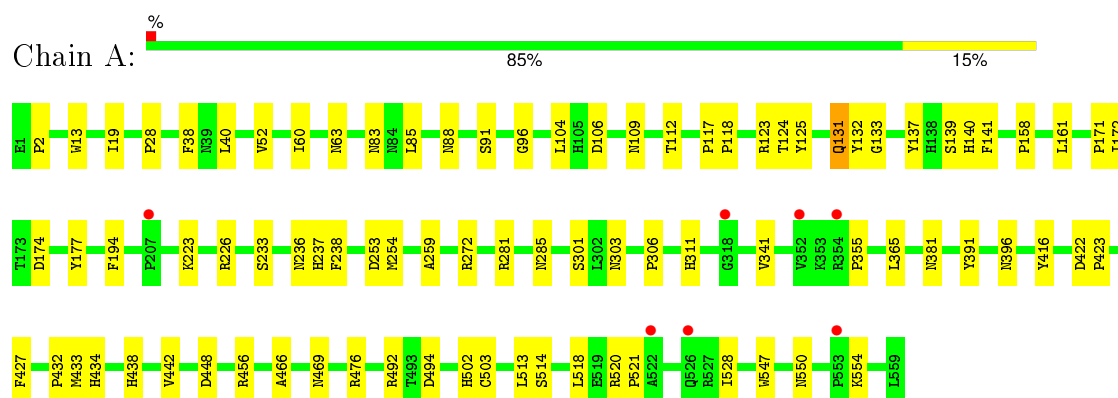 %
Chain A:
85% 15%
E1 P2 W13 I19 P28 F38 N39 L40 V52 I60 N63 N83 N84 L85 N88 S91 G96 L104 H105 D106 N109 T112 P117 P118 R123 T124 Y125 Q131 Y132 G133 Y137 H138 S139 H140 F141 P158 L161 P171 I172
T173 D174 Y177 F194 P207 K223 R226 S233 N236 H237 F238 D253 M254 A259 R272 R281 N285 S301 L302 N303 P306 H311 G318 V341 V352 K353 R354 P355 L365 N381 Y391 N396 Y416 D422 P423
F427 P432 M433 H434 H438 V442 D448 R456 A466 N469 R476 R492 T493 D494 H502 C503 L513 S514 L518 E519 R520 P521 A522 Q526 R527 I528 W547 N550 P553 K554 L559